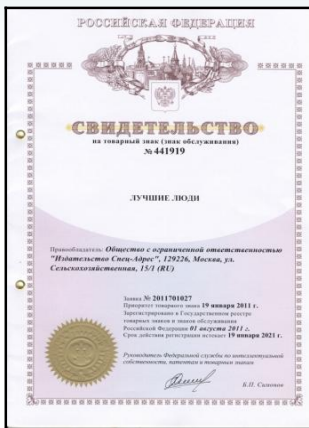 РОССИЙСКАЯ ФЕДЕРАЦИЯ
СВИДЕТЕЛЬСТВО
на товарный знак (знак обслуживания)
№ 441919
ЛУЧШИЕ ЛЮДИ
Правообладатель: Общество с ограниченной ответственностью
"Издательство Спец-Адрес", 129226, Москва, ул.
Сельскохозяйственная, 15/1 (RU)
Заявка № 2011701027
Приоритет товарного знака 19 января 2011 г.
Зарегистрировано в Государственном реестре
товарных знаков и знаков обслуживания
Российской Федерации 01 августа 2011 г.
Срок действия регистрации истекает 19 января 2021 г.
Руководитель Федеральной службы по интеллектуальной
собственности, патентам и товарным знакам
Б.П. Симонов